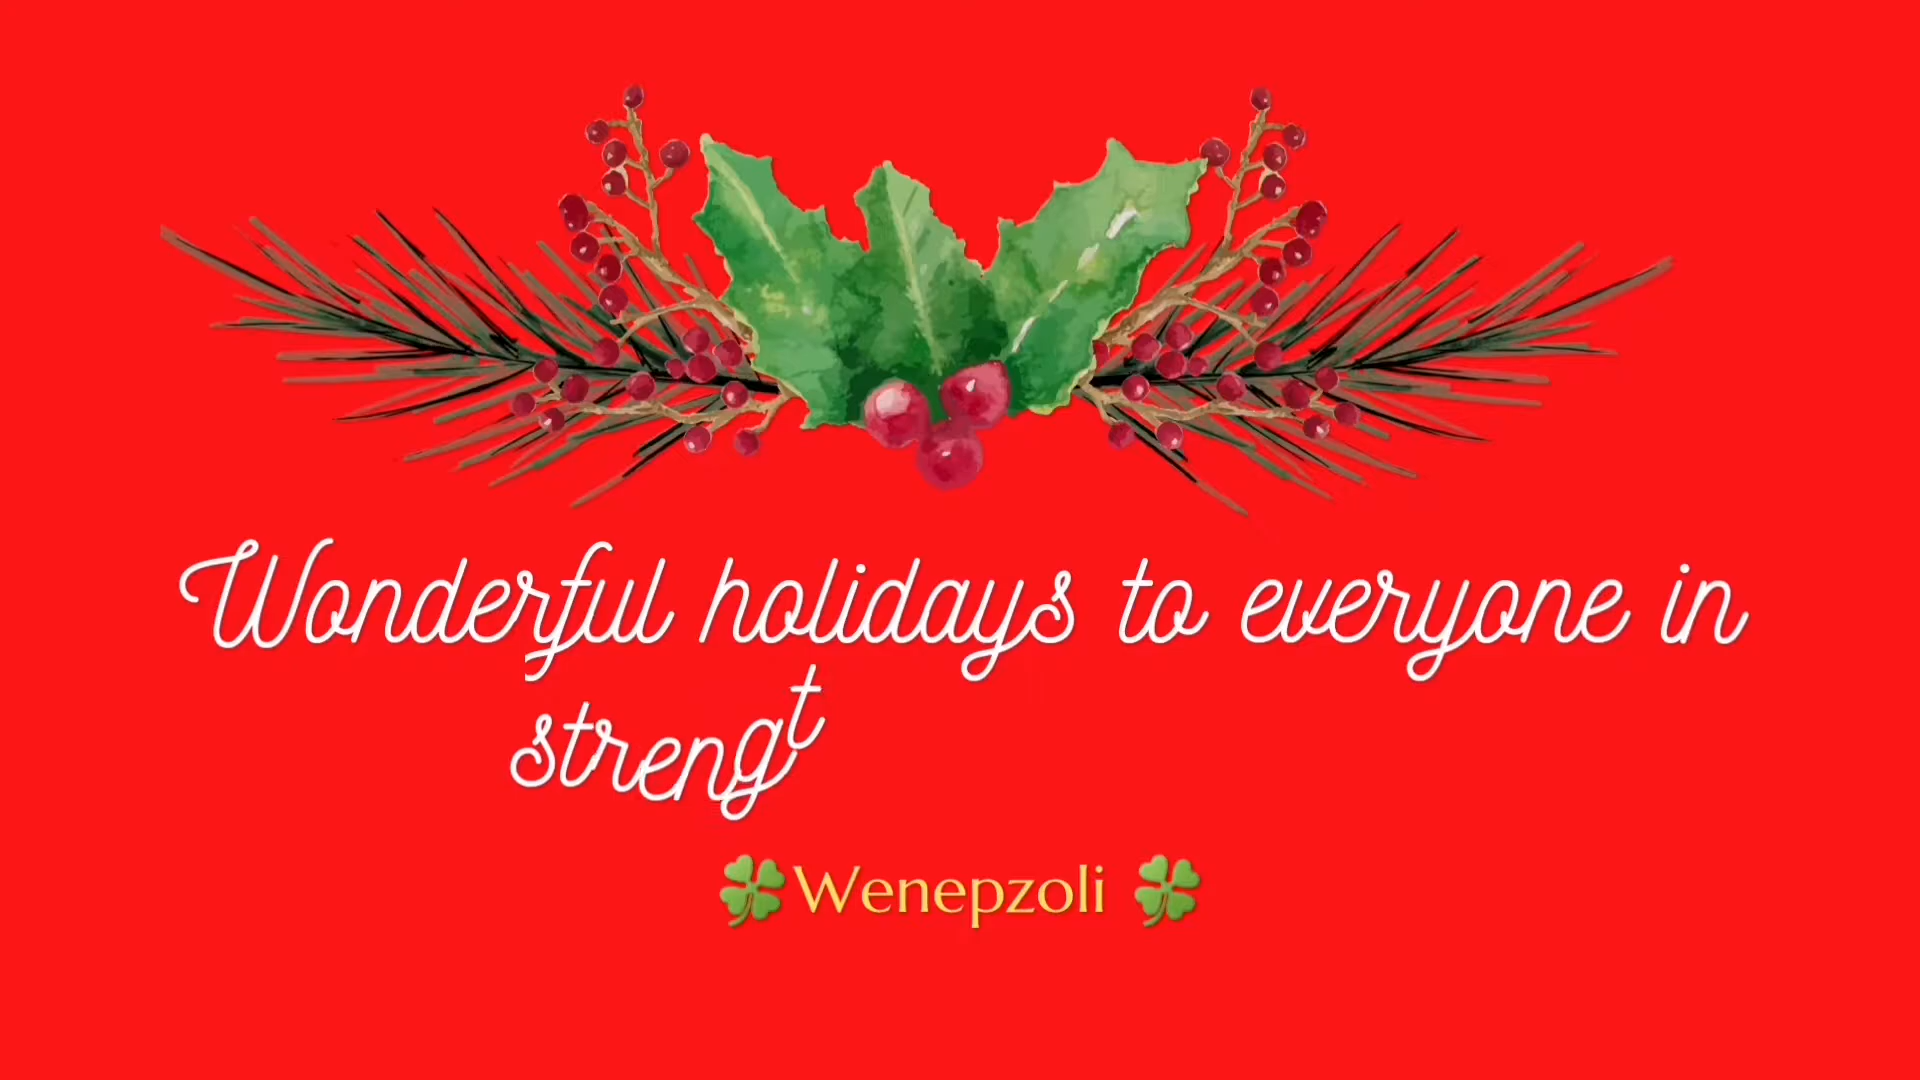 Wonderful holidays to everyone in
strengt
🍀Wenepzoli 🍀